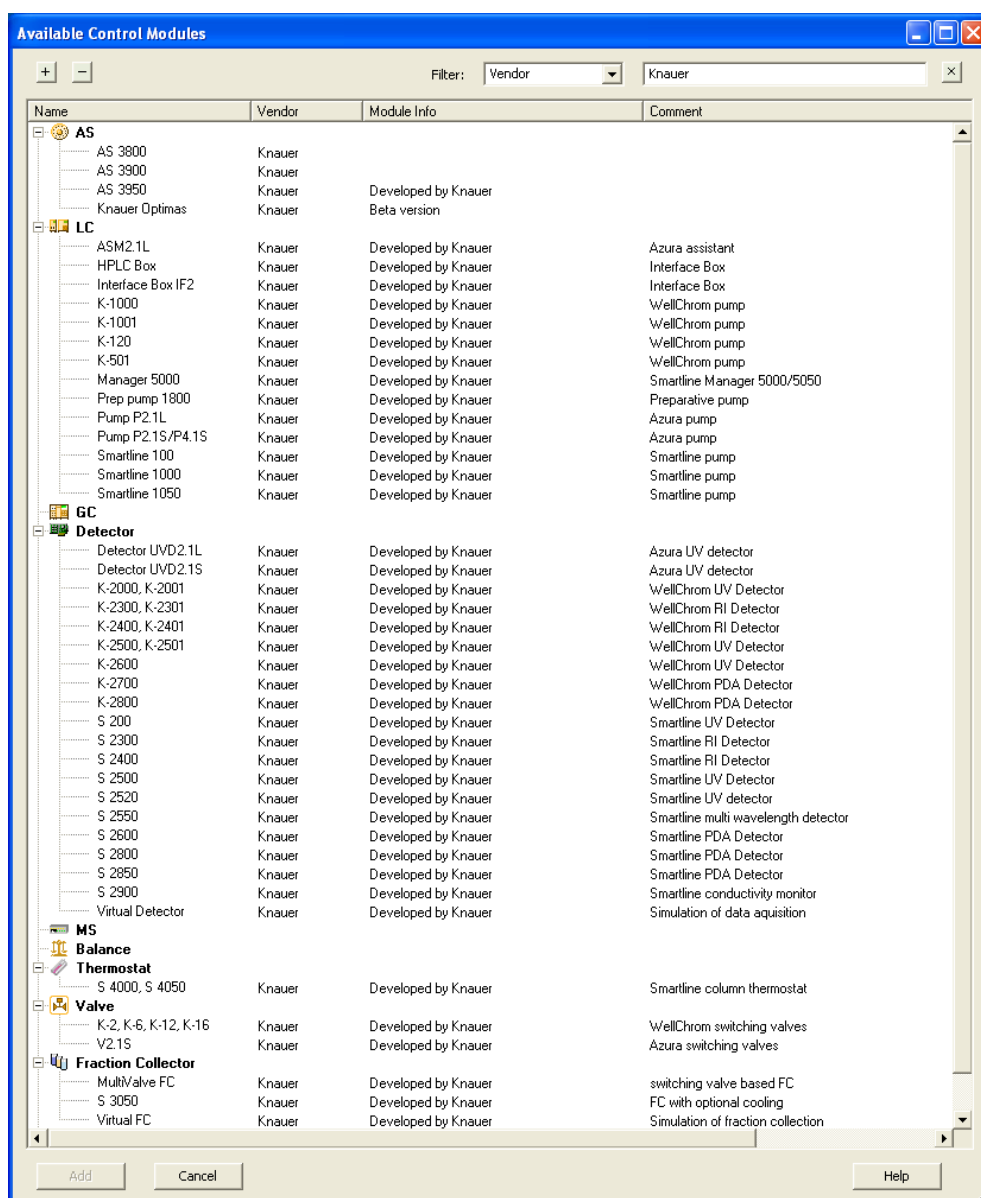 Available Control Modules
+ − Filter: Vendor Knauer ×
Name Vendor Module Info Comment
AS
AS 3800 Knauer
AS 3900 Knauer
AS 3950 Knauer Developed by Knauer
Knauer Optimas Knauer Beta version
LC
ASM2.1L Knauer Developed by Knauer Azura assistant
HPLC Box Knauer Developed by Knauer Interface Box
Interface Box IF2 Knauer Developed by Knauer Interface Box
K-1000 Knauer Developed by Knauer WellChrom pump
K-1001 Knauer Developed by Knauer WellChrom pump
K-120 Knauer Developed by Knauer WellChrom pump
K-501 Knauer Developed by Knauer WellChrom pump
Manager 5000 Knauer Developed by Knauer Smartline Manager 5000/5050
Prep pump 1800 Knauer Developed by Knauer Preparative pump
Pump P2.1L Knauer Developed by Knauer Azura pump
Pump P2.1S/P4.1S Knauer Developed by Knauer Azura pump
Smartline 100 Knauer Developed by Knauer Smartline pump
Smartline 1000 Knauer Developed by Knauer Smartline pump
Smartline 1050 Knauer Developed by Knauer Smartline pump
GC
Detector
Detector UVD2.1L Knauer Developed by Knauer Azura UV detector
Detector UVD2.1S Knauer Developed by Knauer Azura UV detector
K-2000, K-2001 Knauer Developed by Knauer WellChrom UV Detector
K-2300, K-2301 Knauer Developed by Knauer WellChrom RI Detector
K-2400, K-2401 Knauer Developed by Knauer WellChrom RI Detector
K-2500, K-2501 Knauer Developed by Knauer WellChrom UV Detector
K-2600 Knauer Developed by Knauer WellChrom UV Detector
K-2700 Knauer Developed by Knauer WellChrom PDA Detector
K-2800 Knauer Developed by Knauer WellChrom PDA Detector
S 200 Knauer Developed by Knauer Smartline UV Detector
S 2300 Knauer Developed by Knauer Smartline RI Detector
S 2400 Knauer Developed by Knauer Smartline RI Detector
S 2500 Knauer Developed by Knauer Smartline UV Detector
S 2520 Knauer Developed by Knauer Smartline UV detector
S 2550 Knauer Developed by Knauer Smartline multi wavelength detector
S 2600 Knauer Developed by Knauer Smartline PDA Detector
S 2800 Knauer Developed by Knauer Smartline PDA Detector
S 2850 Knauer Developed by Knauer Smartline PDA Detector
S 2900 Knauer Developed by Knauer Smartline conductivity monitor
Virtual Detector Knauer Developed by Knauer Simulation of data aquisition
MS
Balance
Thermostat
S 4000, S 4050 Knauer Developed by Knauer Smartline column thermostat
Valve
K-2, K-6, K-12, K-16 Knauer Developed by Knauer WellChrom switching valves
V2.1S Knauer Developed by Knauer Azura switching valves
Fraction Collector
MultiValve FC Knauer Developed by Knauer switching valve based FC
S 3050 Knauer Developed by Knauer FC with optional cooling
Virtual FC Knauer Developed by Knauer Simulation of fraction collection
Add Cancel Help